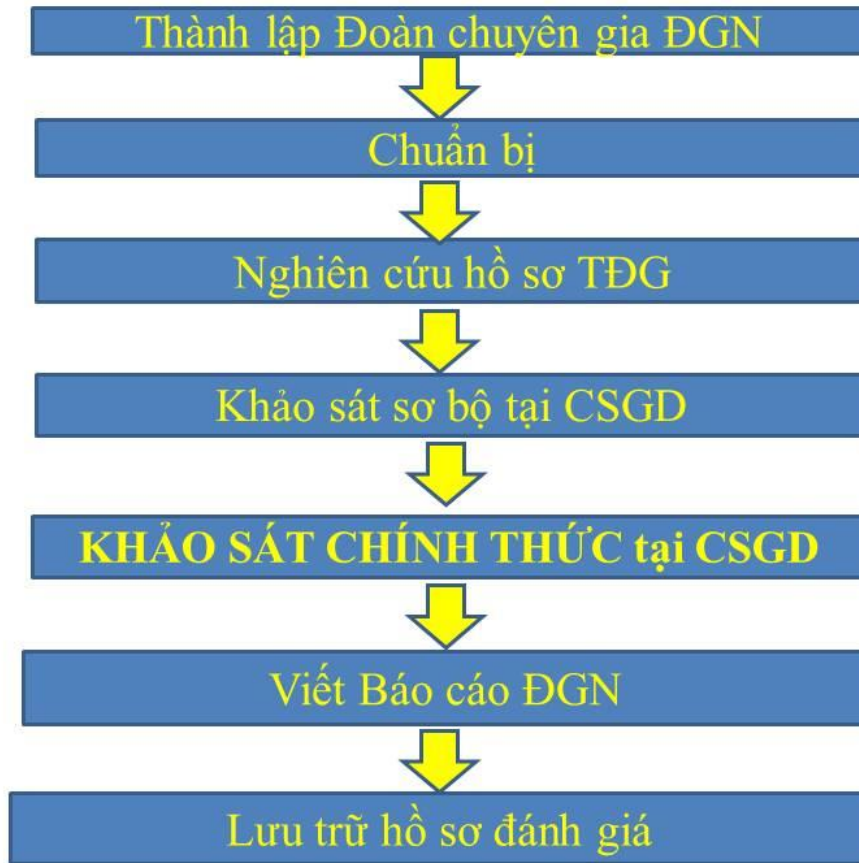 Thành lập Đoàn chuyên gia ĐGN
Chuẩn bị
Nghiên cứu hồ sơ TĐG
Khảo sát sơ bộ tại CSGD
KHẢO SÁT CHÍNH THỨC tại CSGD
Viết Báo cáo ĐGN
Lưu trữ hồ sơ đánh giá